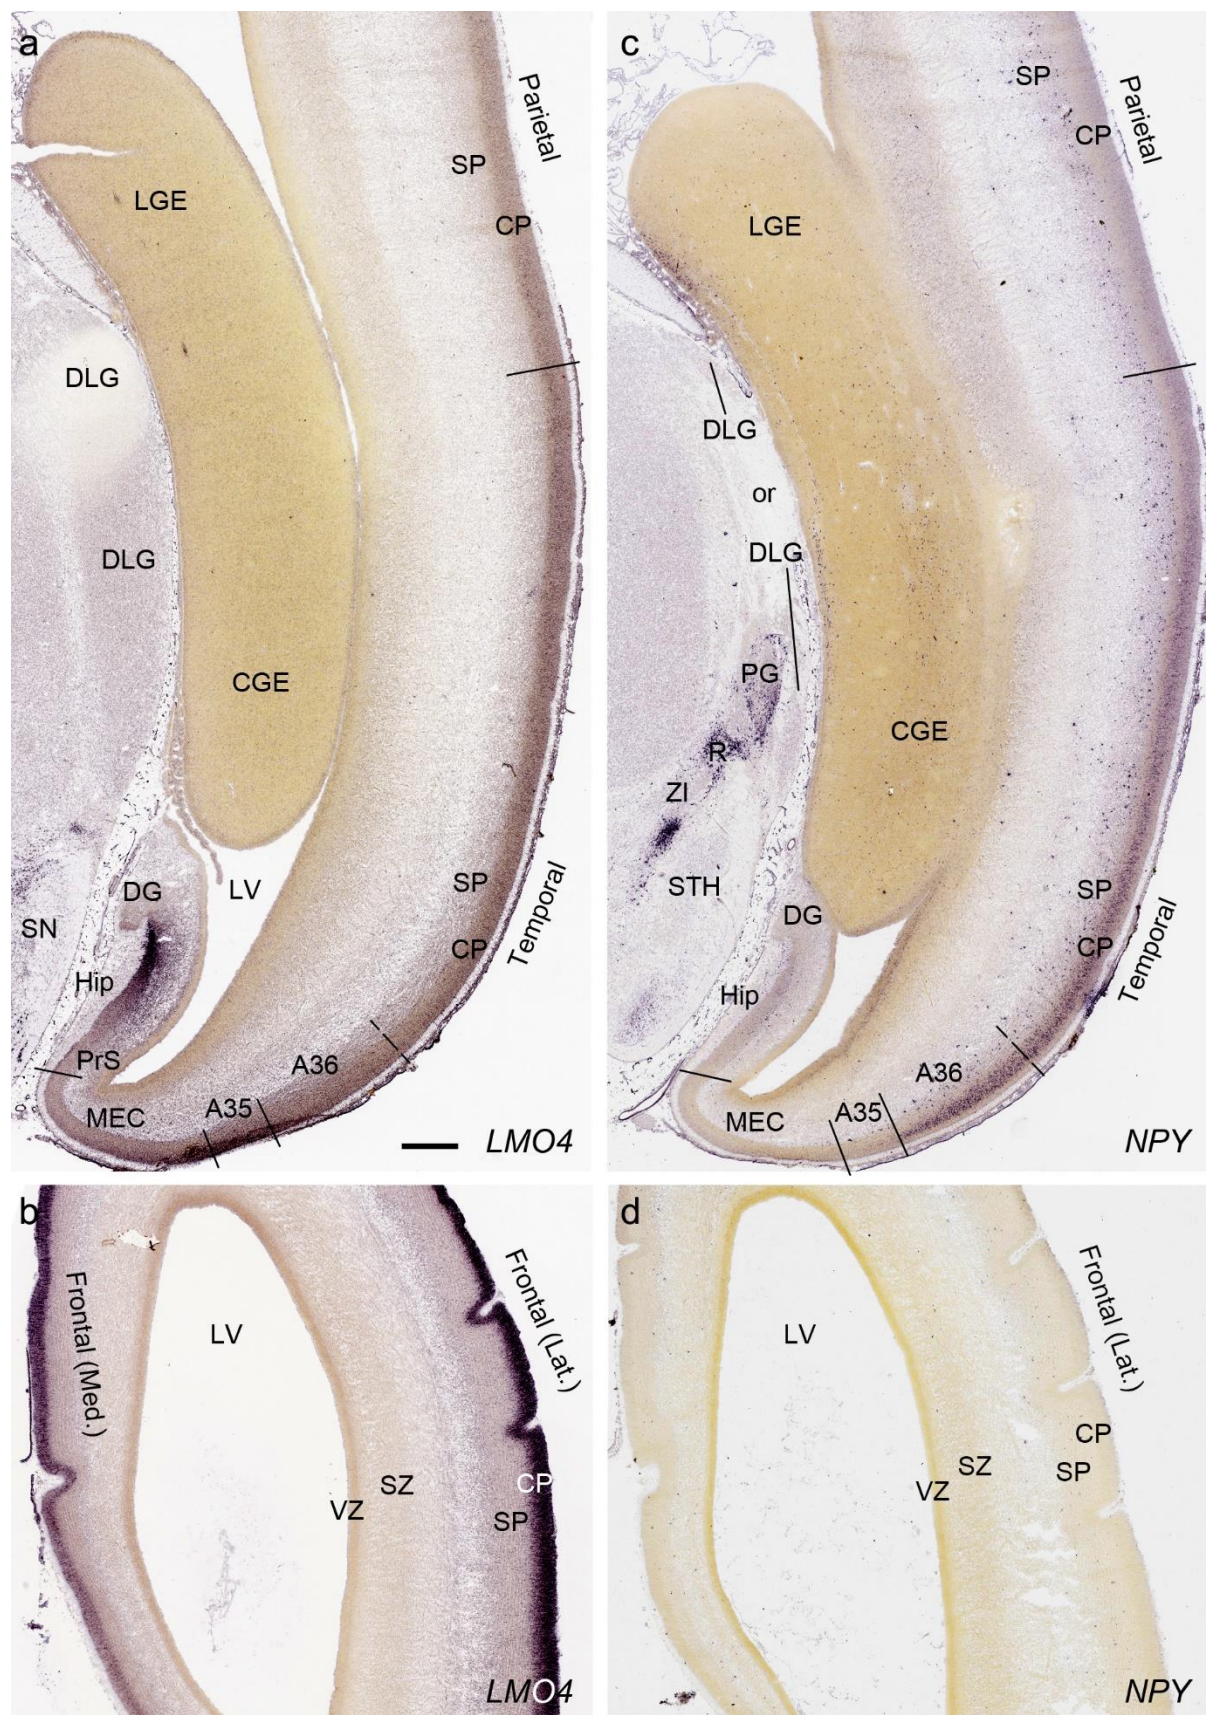 a
LGE
DLG
DLG
CGE
SP
CP
Parietal
DG
LV
SN
Hip
PrS
MEC
A35
A36
SP
CP
Temporal
LMO4
c
SP
CP
Parietal
LGE
DLG
or
DLG
PG
R
ZI
CGE
STH
DG
Hip
SP
CP
Temporal
A36
A35
MEC
NPY
b
Frontal (Med.)
LV
Frontal (Lat.)
SZ
VZ
CP
SP
LMO4
d
LV
Frontal (Lat.)
CP
SP
SZ
VZ
NPY